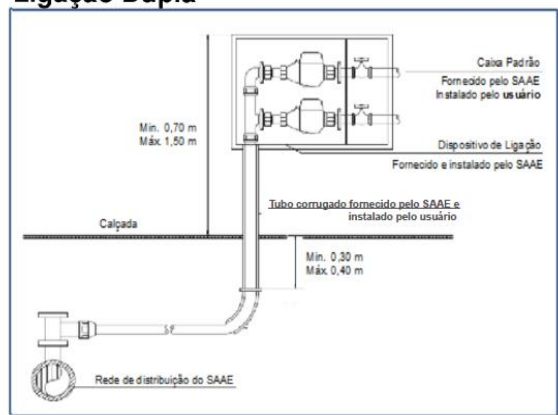 Ligação Dupla
Caixa Padrão
Fornecido pelo SAAE
Instalado pelo usuário
Min. 0,70 m
Máx. 1,50 m
Dispositivo de Ligação
Fornecido e instalado pelo SAAE
Tubo corrugado fornecido pelo SAAE e
instalado pelo usuário
Calçada
Min. 0,30 m
Máx. 0,40 m
Rede de distribuição do SAAE